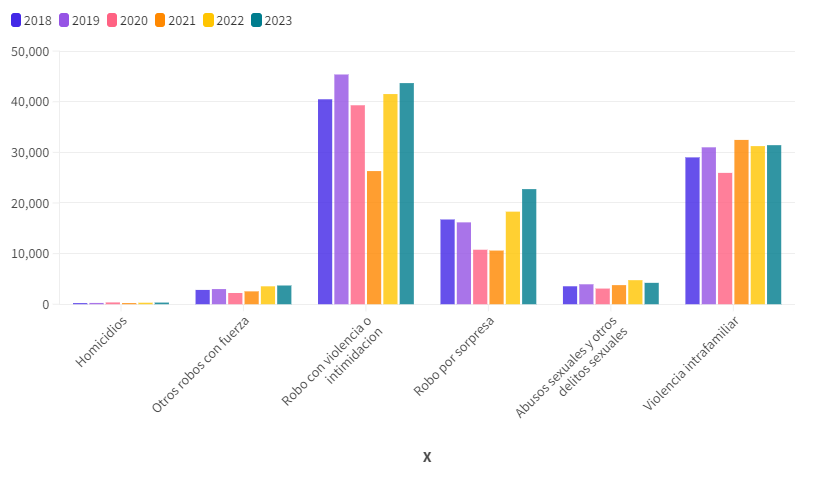 2018 2019 2020 2021 2022 2023
50,000
40,000
30,000
20,000
10,000
0
Homicidios
Otros robos con fuerza
Robo con violencia o
intimidacion
Robo por sorpresa
Abusos sexuales y otros
delitos sexuales
Violencia intrafamiliar
X